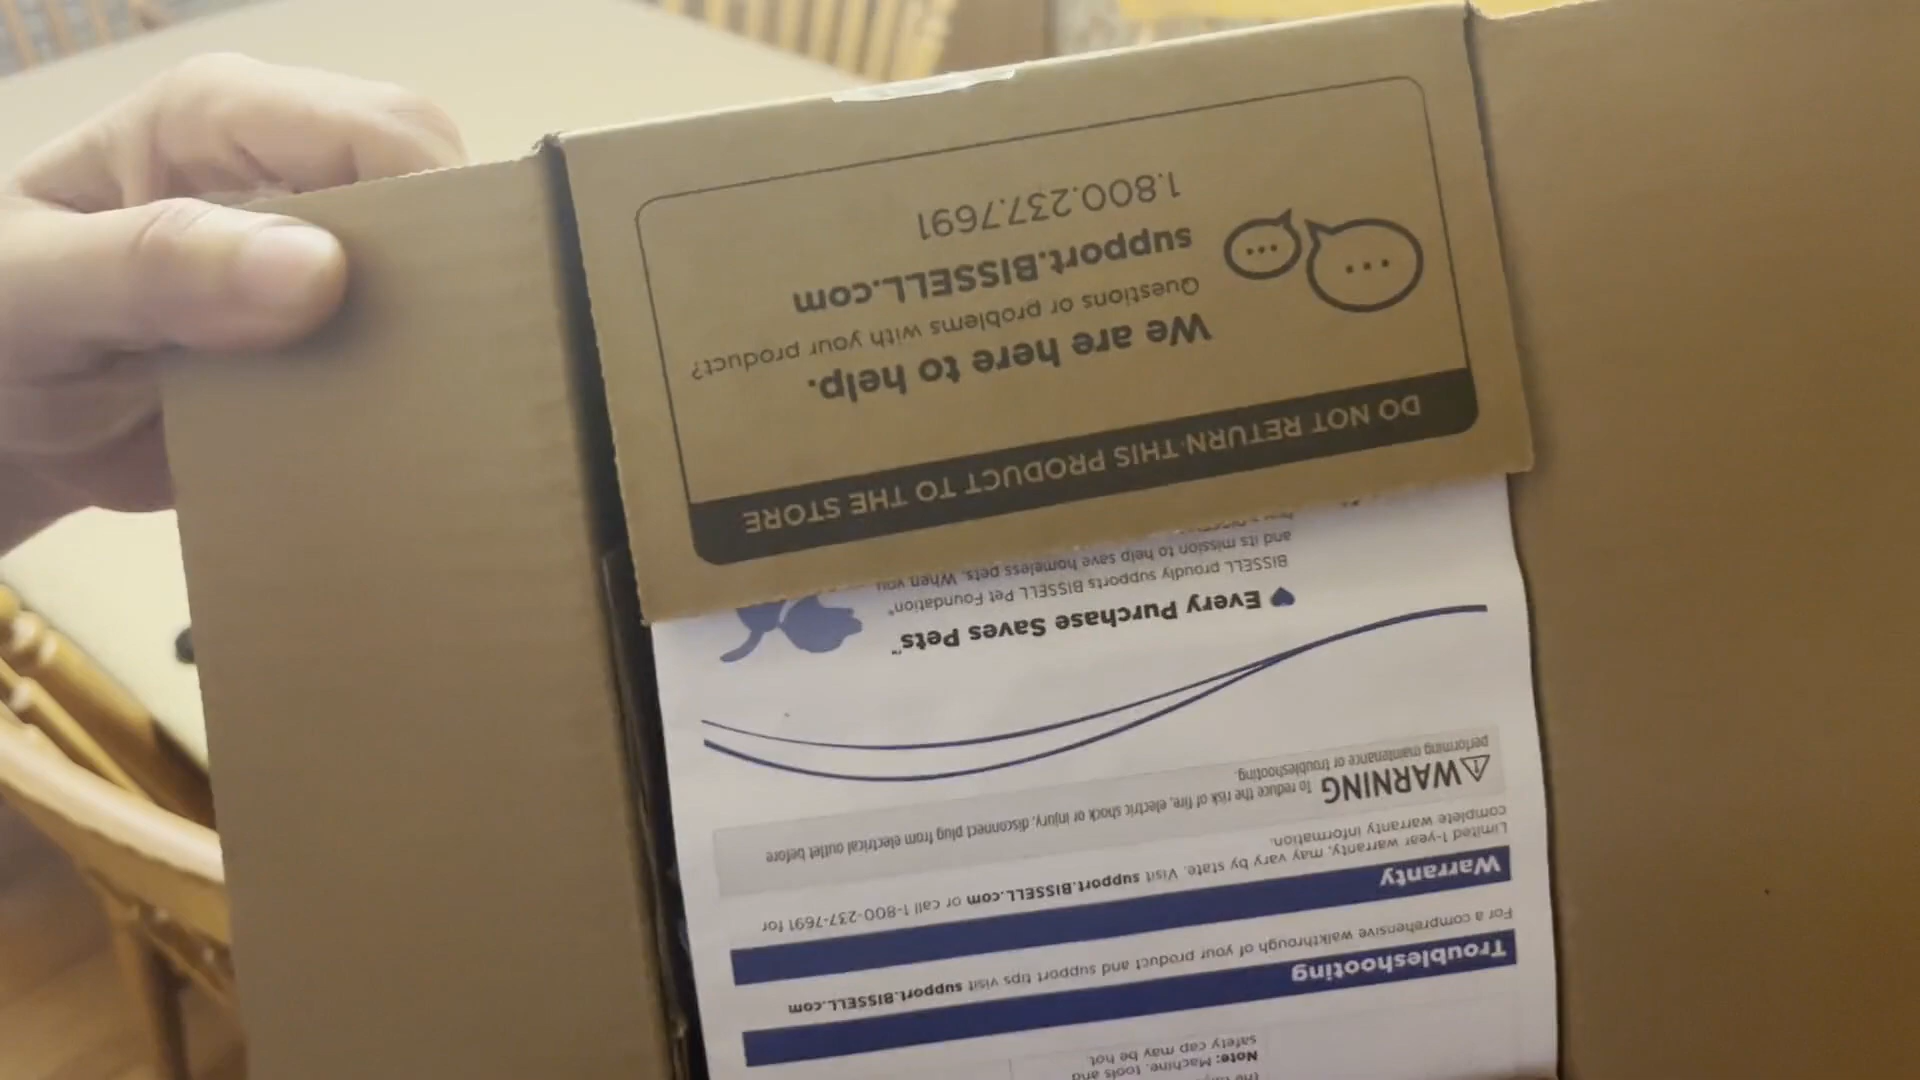 DO NOT RETURN THIS PRODUCT TO THE STORE
We are here to help.
Questions or problems with your product?
support.BISSELL.com
1.800.237.7691
safety cap may be hot
Note: Machine, tools and
Troubleshooting
For a comprehensive walkthrough of your product and support tips visit support.BISSELL.com
Warranty
Limited 1-year warranty, may vary by state. Visit support.BISSELL.com or call 1-800-237-7691 for
complete warranty information.
WARNING To reduce the risk of fire, electric shock or injury, disconnect plug from electrical outlet before
performing maintenance or troubleshooting.
Every Purchase Saves Pets™
BISSELL proudly supports BISSELL Pet Foundation®
and its mission to help save homeless pets. When you